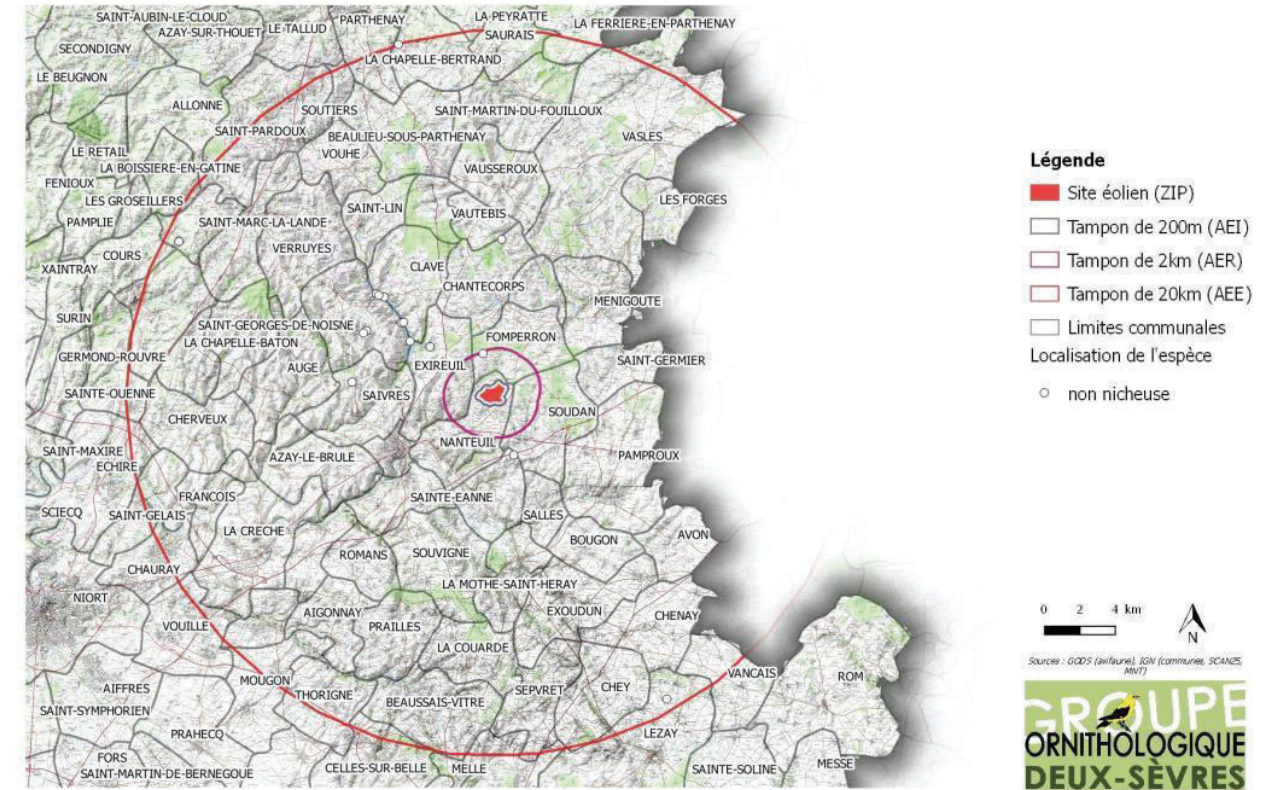 SAINT-AUBIN-LE-CLOUD
PARTHENAY
LA PEYRATTE
LA FERRIERE-EN-PARTHENAY
AZAY-SUR-THOUET
LE TALLUD
SAURAIS
SECONDIGNY
LA CHAPELLE-BERTRAND
LE BEUGNON
ALLONNE
SOUTIERS
SAINT-MARTIN-DU-FOUILLOUX
SAINT-PARDOUX
BEAULIEU-SOUS-PARTHENAY
VASLES
LE RETAIL
VOUHE
LA BOISSIERE-EN-GATINE
VAUSSEROUX
FENIOUX
LES GROSEILLERS
SAINT-LIN
LES FORGES
PAMPLIE
SAINT-MARC-LA-LANDE
VAUTEBIS
VERRUYES
COURS
XAINTRAY
CLAVE
CHANTECORPS
MENIGOUTE
SURIN
SAINT-GEORGES-DE-NOISNE
FOMPERRON
LA CHAPELLE-BATON
GERMOND-ROUVRE
SAINT-GERMIER
AUGE
EXIREUIL
SAINTE-OUENNE
SAIVRES
CHERVEUX
SOUDAN
NANTEUIL
SAINT-MAXIRE
AZAY-LE-BRULE
PAMPROUX
ECHIRE
FRANCOIS
SAINTE-EANNE
SCIECQ
SAINT-GELAIS
SALLES
LA CRECHE
AVON
BOUGON
ROMANS
SOUVIGNE
CHAURAY
LA MOTHE-SAINT-HERAY
NIORT
AIGONNAY
EXOUDUN
CHENAY
VOUILLE
PRAILLES
LA COUARDE
VANCAIS
ROM
MOUGON
CHEY
AIFFRES
THORIGNE
SEPVRET
BEAUSSAIS-VITRE
SAINT-SYMPHORIEN
PRAHECQ
LEZAY
FORS
MESSE
CELLES-SUR-BELLE
MELLE
SAINTE-SOLINE
SAINT-MARTIN-DE-BERNEGOUE
Légende
Site éolien (ZIP)
Tampon de 200m (AEI)
Tampon de 2km (AER)
Tampon de 20km (AEE)
Limites communales
Localisation de l'espèce
non nicheuse
0 2 4 km
N
Sources : GODS (avifaune), IGN (communes, SCAN25,
MNT)
GROUPE
ORNITHOLOGIQUE
DEUX-SÈVRES